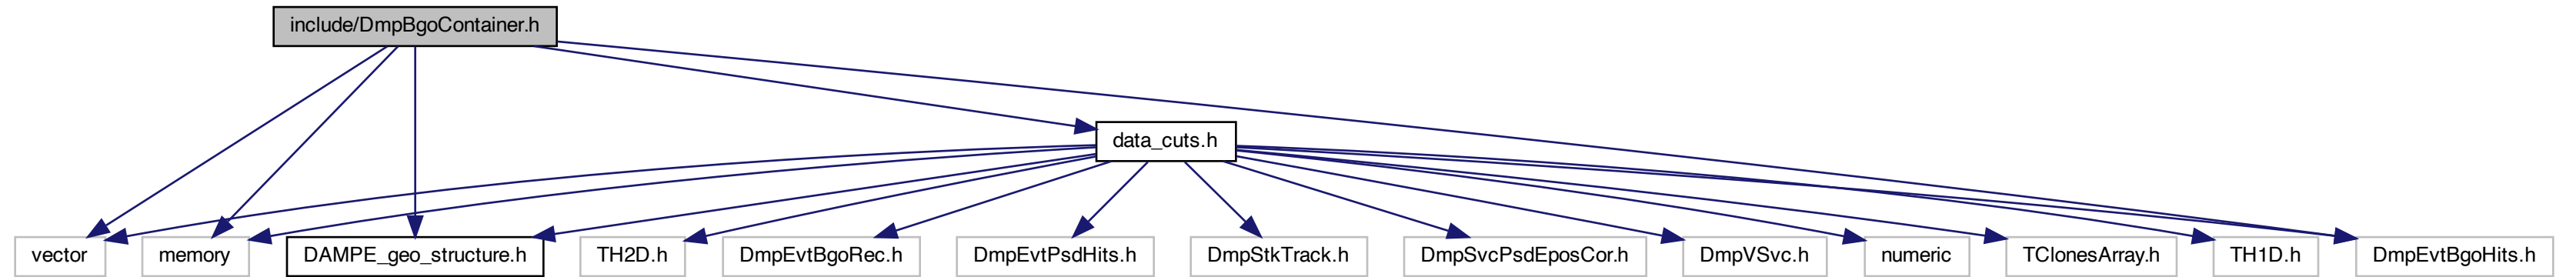 include/DmpBgoContainer.h
data_cuts.h
vector
memory
DAMPE_geo_structure.h
TH2D.h
DmpEvtBgoRec.h
DmpEvtPsdHits.h
DmpStkTrack.h
DmpSvcPsdEposCor.h
DmpVSvc.h
numeric
TClonesArray.h
TH1D.h
DmpEvtBgoHits.h